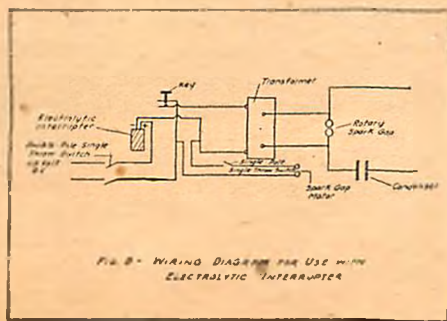 Key
Transformer
Electrolytic
Interrupter
Double-Pole Single
Throw Switch
Rotary
Spark Gap
Single Pole
Single Throw Switch
Spark Gap
Motor
Condenser
Fig. 8 - Wiring Diagram for Use with
Electrolytic Interrupter